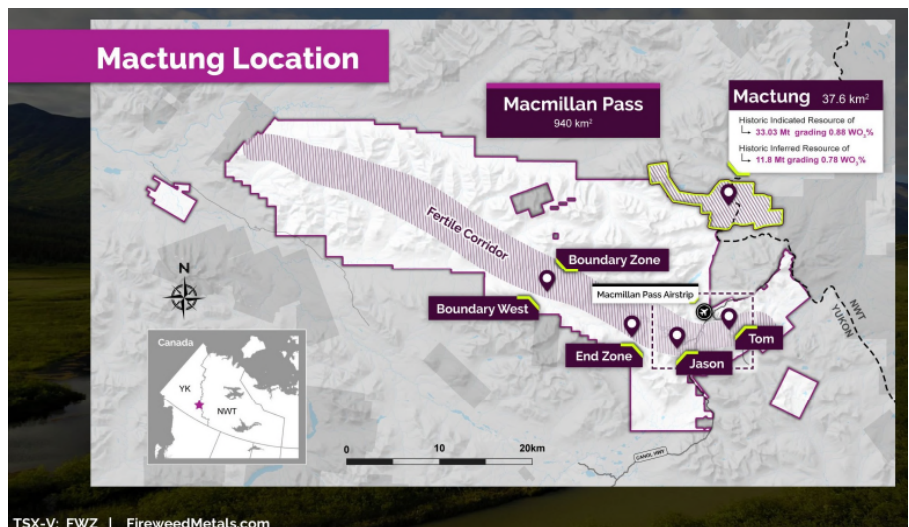 Mactung Location
Macmillan Pass
940 km²
Mactung 37.6 km²
Historic Indicated Resource of
33.03 Mt grading 0.88 WO₃%
Historic Inferred Resource of
11.8 Mt grading 0.78 WO₃%
Fertile Corridor
Boundary Zone
Macmillan Pass Airstrip
Boundary West
End Zone
Jason
Tom
NWT
YUKON
N
Canada
YK
NWT
0 10 20km
CANOL HWY
TSX-V: FWZ | FireweedMetals.com